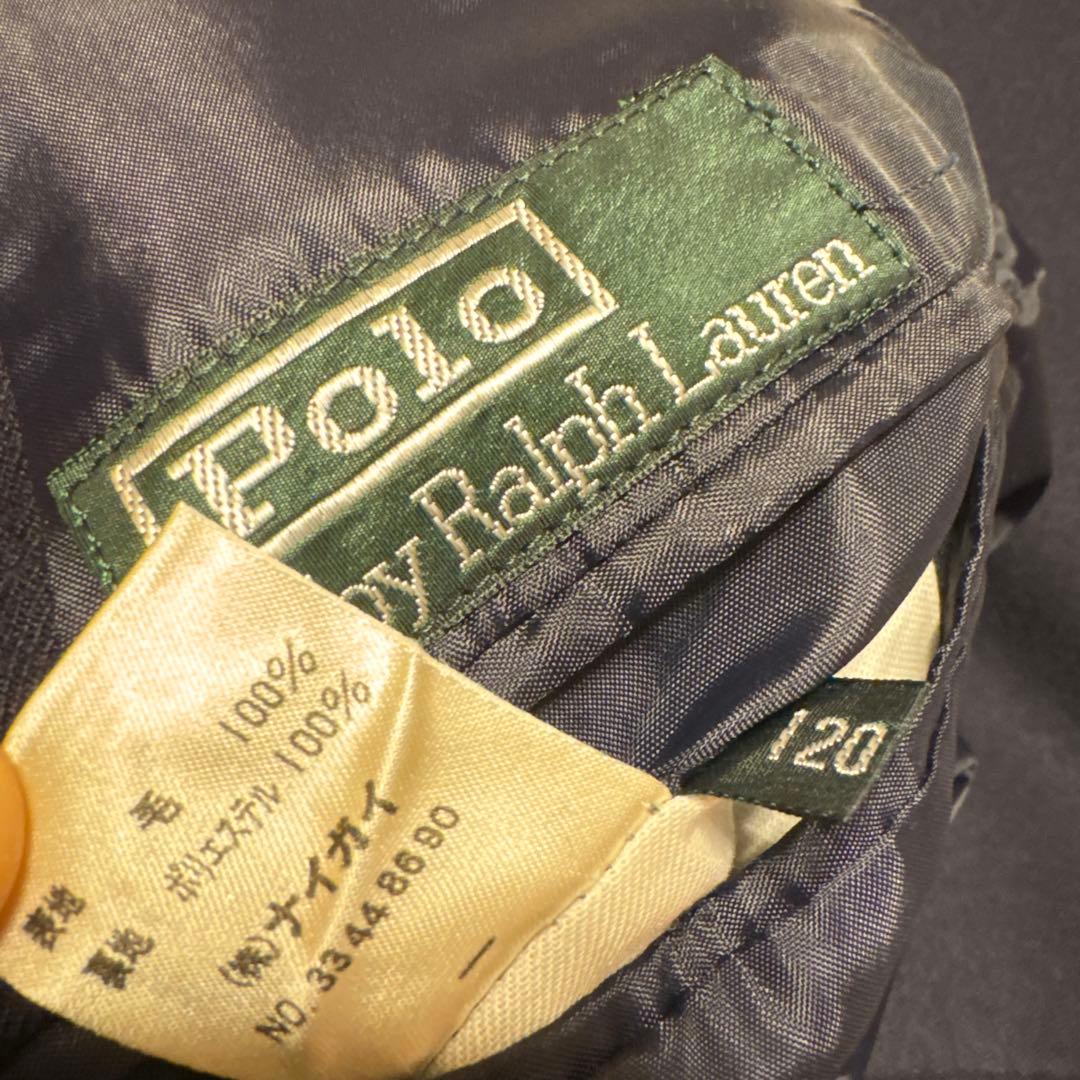 Polo
by Ralph Lauren
120
表地 毛 100%
裏地 ポリエステル 100%
(株)ナイガイ
NO.33448690